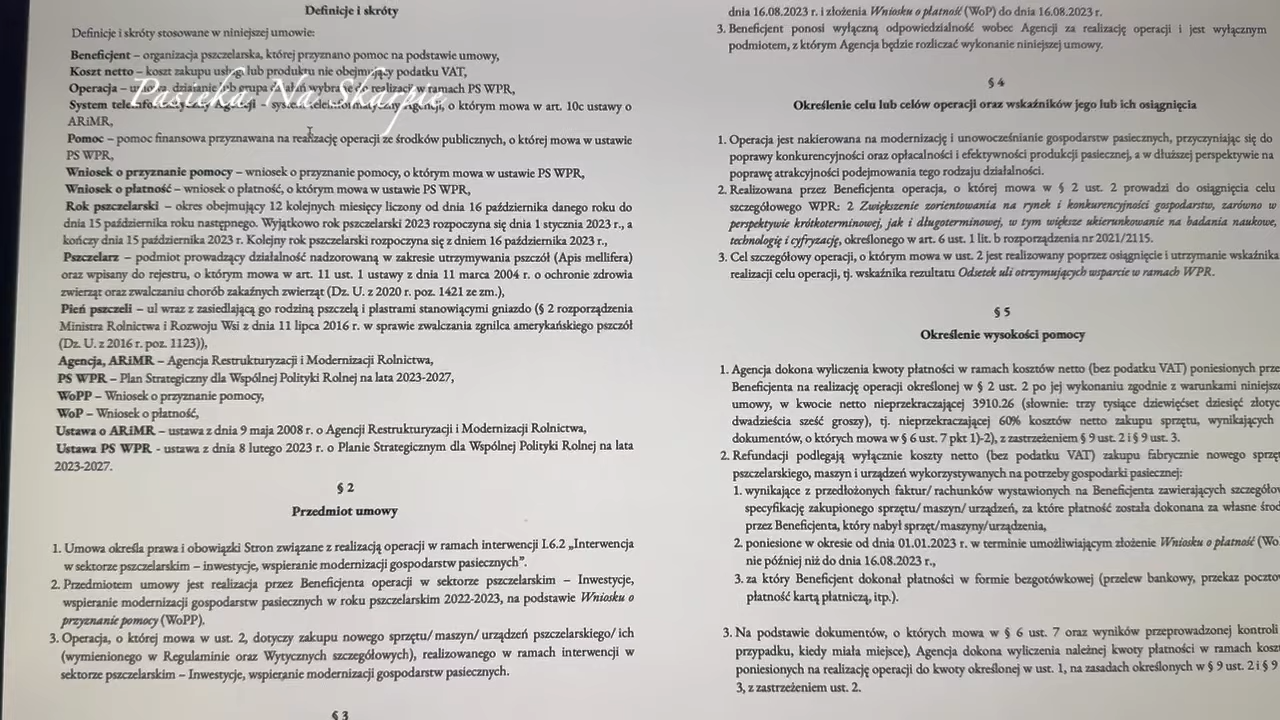 Definicje i skróty
Definicje i skróty stosowane w niniejszej umowie:
Beneficjent – organizacja pszczelarska, której przyznano pomoc na podstawie umowy,
Koszt netto – koszt zakupu usług lub produktu nie obejmujący podatku VAT,
Operacja – umowa, działanie lub grupa działań wybrane do realizacji w ramach PS WPR,
System teleinformatyczny Agencji – system teleinformatyczny Agencji, o którym mowa w art. 10c ustawy o
ARiMR,
Pasieka Na Skarpie
Pomoc – pomoc finansowa przyznawana na realizację operacji ze środków publicznych, o której mowa w ustawie
PS WPR,
Wniosek o przyznanie pomocy – wniosek o przyznanie pomocy, o którym mowa w ustawie PS WPR,
Wniosek o płatność – wniosek o płatność, o którym mowa w ustawie PS WPR,
Rok pszczelarski – okres obejmujący 12 kolejnych miesięcy liczony od dnia 16 października danego roku do
dnia 15 października roku następnego. Wyjątkowo rok pszczelarski 2023 rozpoczyna się dnia 1 stycznia 2023 r., a
kończy dnia 15 października 2023 r. Kolejny rok pszczelarski rozpoczyna się z dniem 16 października 2023 r.,
Pszczelarz – podmiot prowadzący działalność nadzorowaną w zakresie utrzymywania pszczół (Apis mellifera)
oraz wpisany do rejestru, o którym mowa w art. 11 ust. 1 ustawy z dnia 11 marca 2004 r. o ochronie zdrowia
zwierząt oraz zwalczaniu chorób zakaźnych zwierząt (Dz. U. z 2020 r. poz. 1421 ze zm.),
Pień pszczeli – ul wraz z zasiedlającą go rodziną pszczelą i plastrami stanowiącymi gniazdo (§ 2 rozporządzenia
Ministra Rolnictwa i Rozwoju Wsi z dnia 11 lipca 2016 r. w sprawie zwalczania zgnilca amerykańskiego pszczół
(Dz. U. z 2016 r. poz. 1123)),
Agencja, ARiMR – Agencja Restrukturyzacji i Modernizacji Rolnictwa,
PS WPR – Plan Strategiczny dla Wspólnej Polityki Rolnej na lata 2023-2027,
WoPP – Wniosek o przyznanie pomocy,
WoP – Wniosek o płatność,
Ustawa o ARiMR – ustawa z dnia 9 maja 2008 r. o Agencji Restrukturyzacji i Modernizacji Rolnictwa,
Ustawa PS WPR - ustawa z dnia 8 lutego 2023 r. o Planie Strategicznym dla Wspólnej Polityki Rolnej na lata
2023-2027.
§ 2
Przedmiot umowy
1. Umowa określa prawa i obowiązki Stron związane z realizacją operacji w ramach interwencji I.6.2 „Interwencja
w sektorze pszczelarskim – inwestycje, wspieranie modernizacji gospodarstw pasiecznych”.
2. Przedmiotem umowy jest realizacja przez Beneficjenta operacji w sektorze pszczelarskim – Inwestycje,
wspieranie modernizacji gospodarstw pasiecznych w roku pszczelarskim 2022-2023, na podstawie Wniosku o
przyznanie pomocy (WoPP).
3. Operacja, o której mowa w ust. 2, dotyczy zakupu nowego sprzętu/ maszyn/ urządzeń pszczelarskiego/ ich
(wymienionego w Regulaminie oraz Wytycznych szczegółowych), realizowanego w ramach interwencji w
sektorze pszczelarskim – Inwestycje, wspieranie modernizacji gospodarstw pasiecznych.
§ 3
dnia 16.08.2023 r. i złożenia Wniosku o płatność (WoP) do dnia 16.08.2023 r.
3. Beneficjent ponosi wyłączną odpowiedzialność wobec Agencji za realizację operacji i jest wyłącznym
podmiotem, z którym Agencja będzie rozliczać wykonanie niniejszej umowy.
§ 4
Określenie celu lub celów operacji oraz wskaźników jego lub ich osiągnięcia
1. Operacja jest nakierowana na modernizację i unowocześnianie gospodarstw pasiecznych, przyczyniając się do
poprawy konkurencyjności oraz opłacalności i efektywności produkcji pasiecznej, a w dłuższej perspektywie na
poprawę atrakcyjności podejmowania tego rodzaju działalności.
2. Realizowana przez Beneficjenta operacja, o której mowa w § 2 ust. 2 prowadzi do osiągnięcia celu
szczegółowego WPR: 2 Zwiększenie zorientowania na rynek i konkurencyjności gospodarstw, zarówno w
perspektywie krótkoterminowej, jak i długoterminowej, w tym większe ukierunkowanie na badania naukowe,
technologię i cyfryzację, określonego w art. 6 ust. 1 lit. b rozporządzenia nr 2021/2115.
3. Cel szczegółowy operacji, o którym mowa w ust. 2 jest realizowany poprzez osiągnięcie i utrzymanie wskaźnika
realizacji celu operacji, tj. wskaźnika rezultatu Odsetek uli otrzymujących wsparcie w ramach WPR.
§ 5
Określenie wysokości pomocy
1. Agencja dokona wyliczenia kwoty płatności w ramach kosztów netto (bez podatku VAT) poniesionych prze
Beneficjenta na realizację operacji określonej w § 2 ust. 2 po jej wykonaniu zgodnie z warunkami niniejsze
umowy, w kwocie netto nieprzekraczającej 3910.26 (słownie: trzy tysiące dziewięćset dziesięć złotyc
dwadzieścia sześć groszy), tj. nieprzekraczającej 60% kosztów netto zakupu sprzętu, wynikających
dokumentów, o których mowa w § 6 ust. 7 pkt 1)-2), z zastrzeżeniem § 9 ust. 2 i § 9 ust. 3.
2. Refundacji podlegają wyłącznie koszty netto (bez podatku VAT) zakupu fabrycznie nowego sprzęt
pszczelarskiego, maszyn i urządzeń wykorzystywanych na potrzeby gospodarki pasiecznej:
1. wynikające z przedłożonych faktur/ rachunków wystawionych na Beneficjenta zawierających szczegóło
specyfikację zakupionego sprzętu/ maszyn/ urządzeń, za które płatność została dokonana za własne środ
przez Beneficjenta, który nabył sprzęt/maszyny/urządzenia,
2. poniesione w okresie od dnia 01.01.2023 r. w terminie umożliwiającym złożenie Wniosku o płatność (Wo
nie później niż do dnia 16.08.2023 r.,
3. za który Beneficjent dokonał płatności w formie bezgotówkowej (przelew bankowy, przekaz poczto
płatność kartą płatniczą, itp.).
3. Na podstawie dokumentów, o których mowa w § 6 ust. 7 oraz wyników przeprowadzonej kontroli
przypadku, kiedy miała miejsce), Agencja dokona wyliczenia należnej kwoty płatności w ramach koszt
poniesionych na realizację operacji do kwoty określonej w ust. 1, na zasadach określonych w § 9 ust. 2 i § 9
3, z zastrzeżeniem ust. 2.